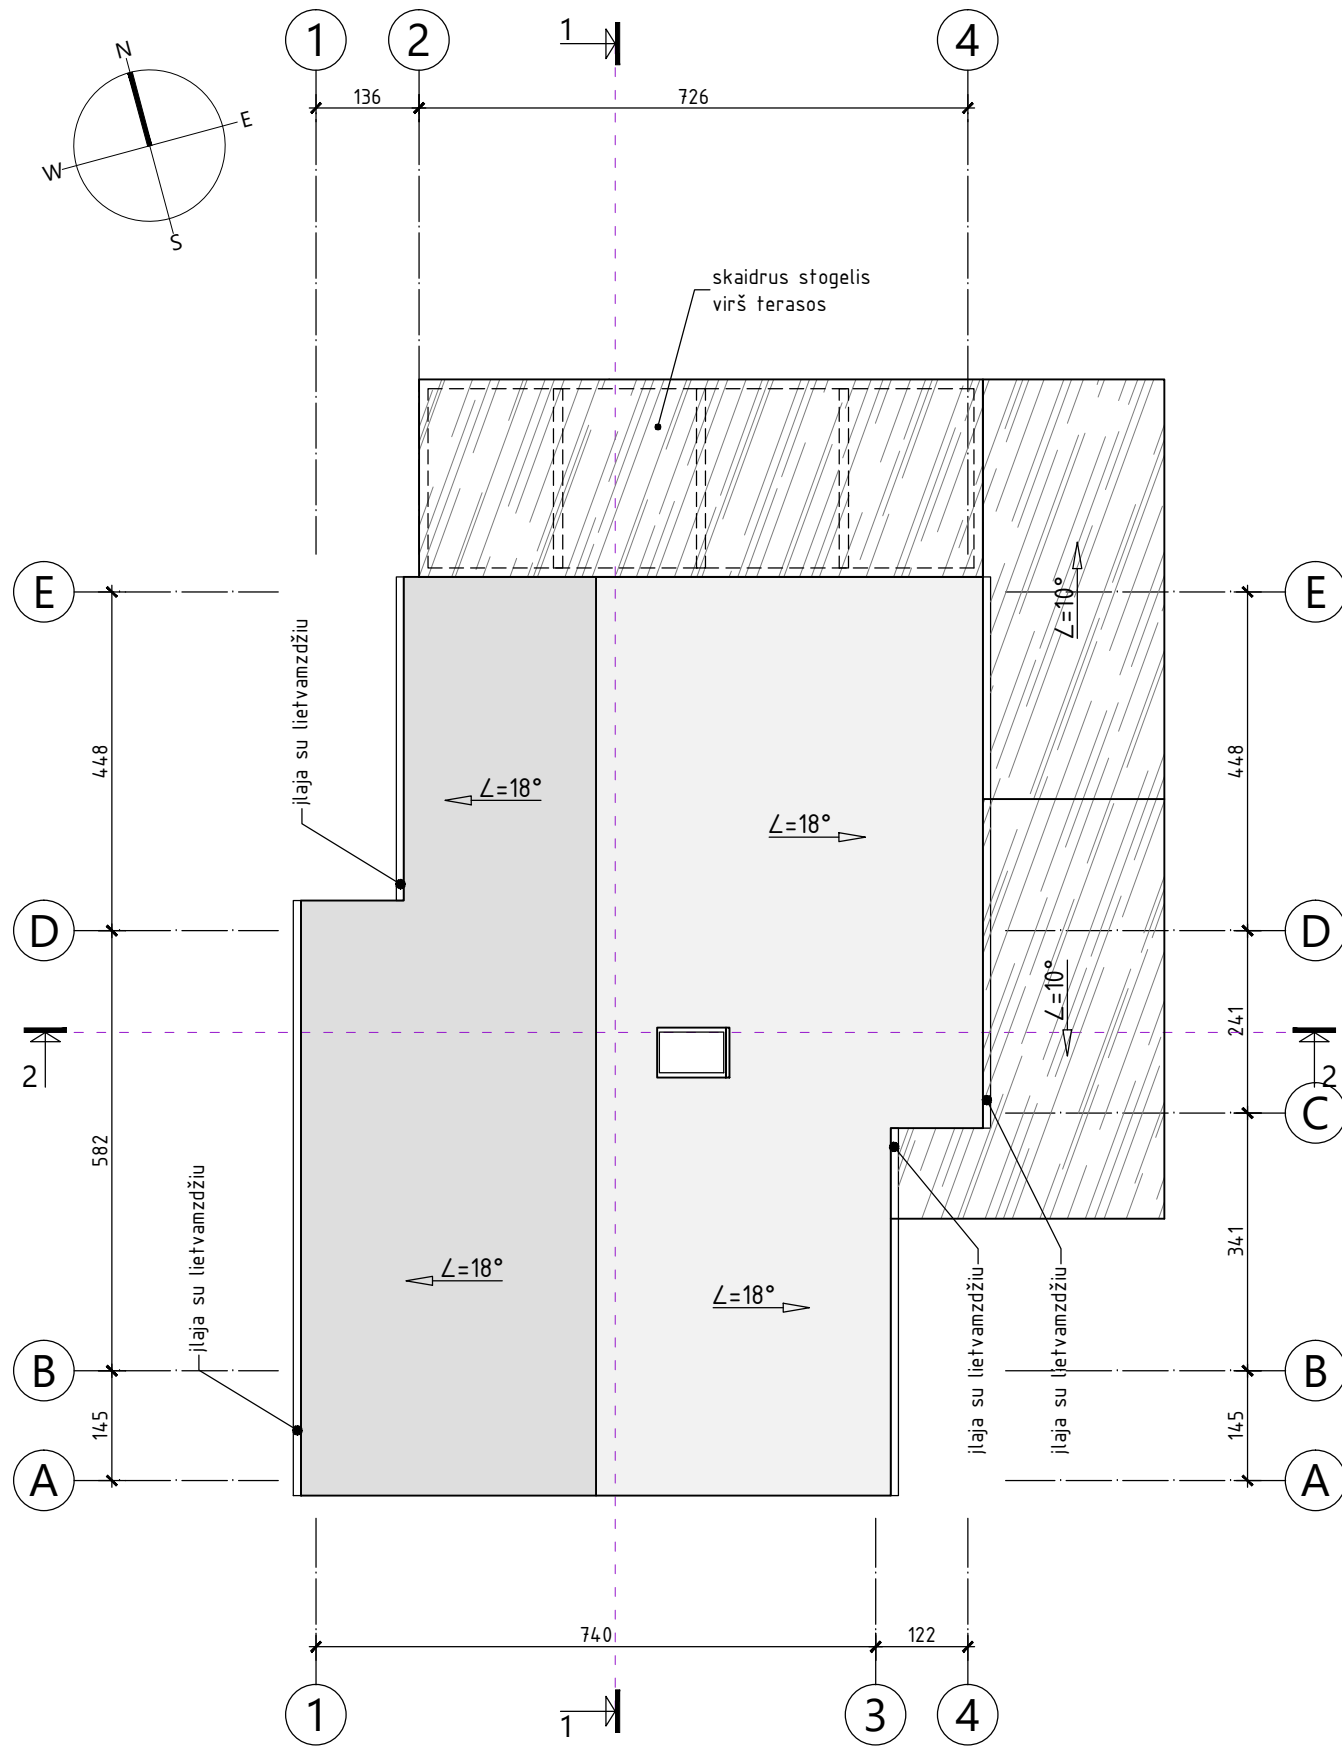 1
2
1
4
N
E
W
S
136
726
skaidrus stogelis
virš terasos
E
E
∠=10°
įlaja su lietvamzdžiu
448
448
∠=18°
∠=18°
D
D
∠=10°
241
2
2
C
582
341
įlaja su lietvamzdžiu
∠=18°
∠=18°
įlaja su lietvamzdžiu
įlaja su lietvamzdžiu
B
B
145
145
A
A
740
122
1
1
3
4